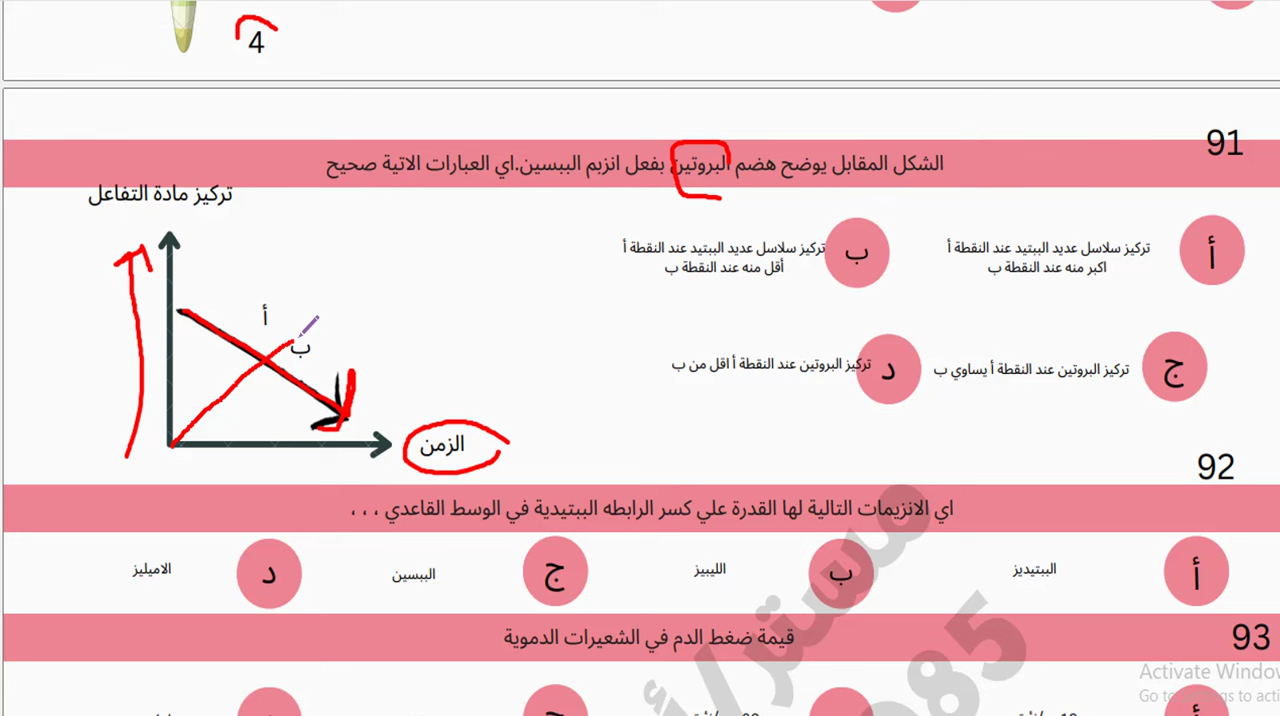 4
91
الشكل المقابل يوضح هضم البروتين بفعل انزيم الببسين.اي العبارات الاتية صحيح
تركيز مادة التفاعل
أ
تركيز سلاسل عديد الببتيد عند النقطة أ
اكبر منه عند النقطة ب
ب
تركيز سلاسل عديد الببتيد عند النقطة أ
أقل منه عند النقطة ب
ج
تركيز البروتين عند النقطة أ يساوي ب
د
تركيز البروتين عند النقطة أ اقل من ب
أ
ب
الزمن
92
اي الانزيمات التالية لها القدرة علي كسر الرابطه الببتيدية في الوسط القاعدي ، ، ،
أ
الببتيديز
ب
الليبيز
ج
الببسين
د
الاميليز
93
قيمة ضغط الدم في الشعيرات الدموية
مستر/أ
985
Activate Window